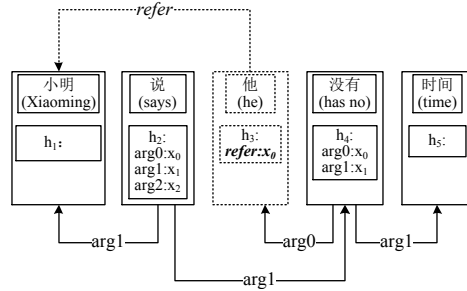 refer
小明
(Xiaoming)
h₁:
说
(says)
h₂:
arg0:x₀
arg1:x₁
arg2:x₂
他
(he)
h₃:
refer:x₀
没有
(has no)
h₄:
arg0:x₀
arg1:x₁
时间
(time)
h₅:
arg1
arg0
arg1
arg1